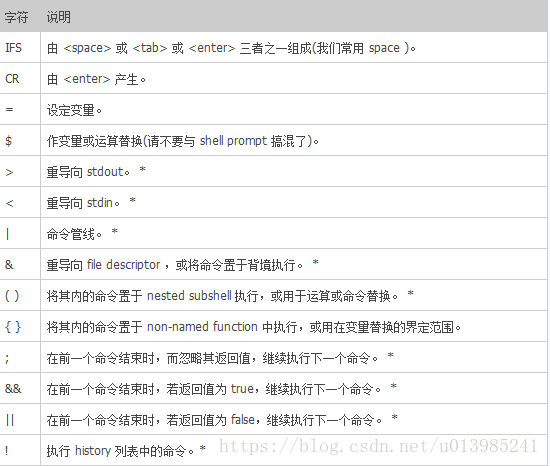 字符 说明
IFS 由 <space> 或 <tab> 或 <enter> 三者之一组成(我们常用 space )。
CR 由 <enter> 产生。
= 设定变量。
$ 作变量或运算替换(请不要与 shell prompt 搞混了)。
> 重导向 stdout。 *
< 重导向 stdin。 *
| 命令管线。 *
& 重导向 file descriptor ，或将命令置于背境执行。 *
( ) 将其内的命令置于 nested subshell 执行，或用于运算或命令替换。 *
{ } 将其内的命令置于 non-named function 中执行，或用在变量替换的界定范围。
; 在前一个命令结束时，而忽略其返回值，继续执行下一个命令。 *
&& 在前一个命令结束时，若返回值为 true，继续执行下一个命令。 *
|| 在前一个命令结束时，若返回值为 false，继续执行下一个命令。 *
! 执行 history 列表中的命令。*
https://blog.csdn.net/u013985241